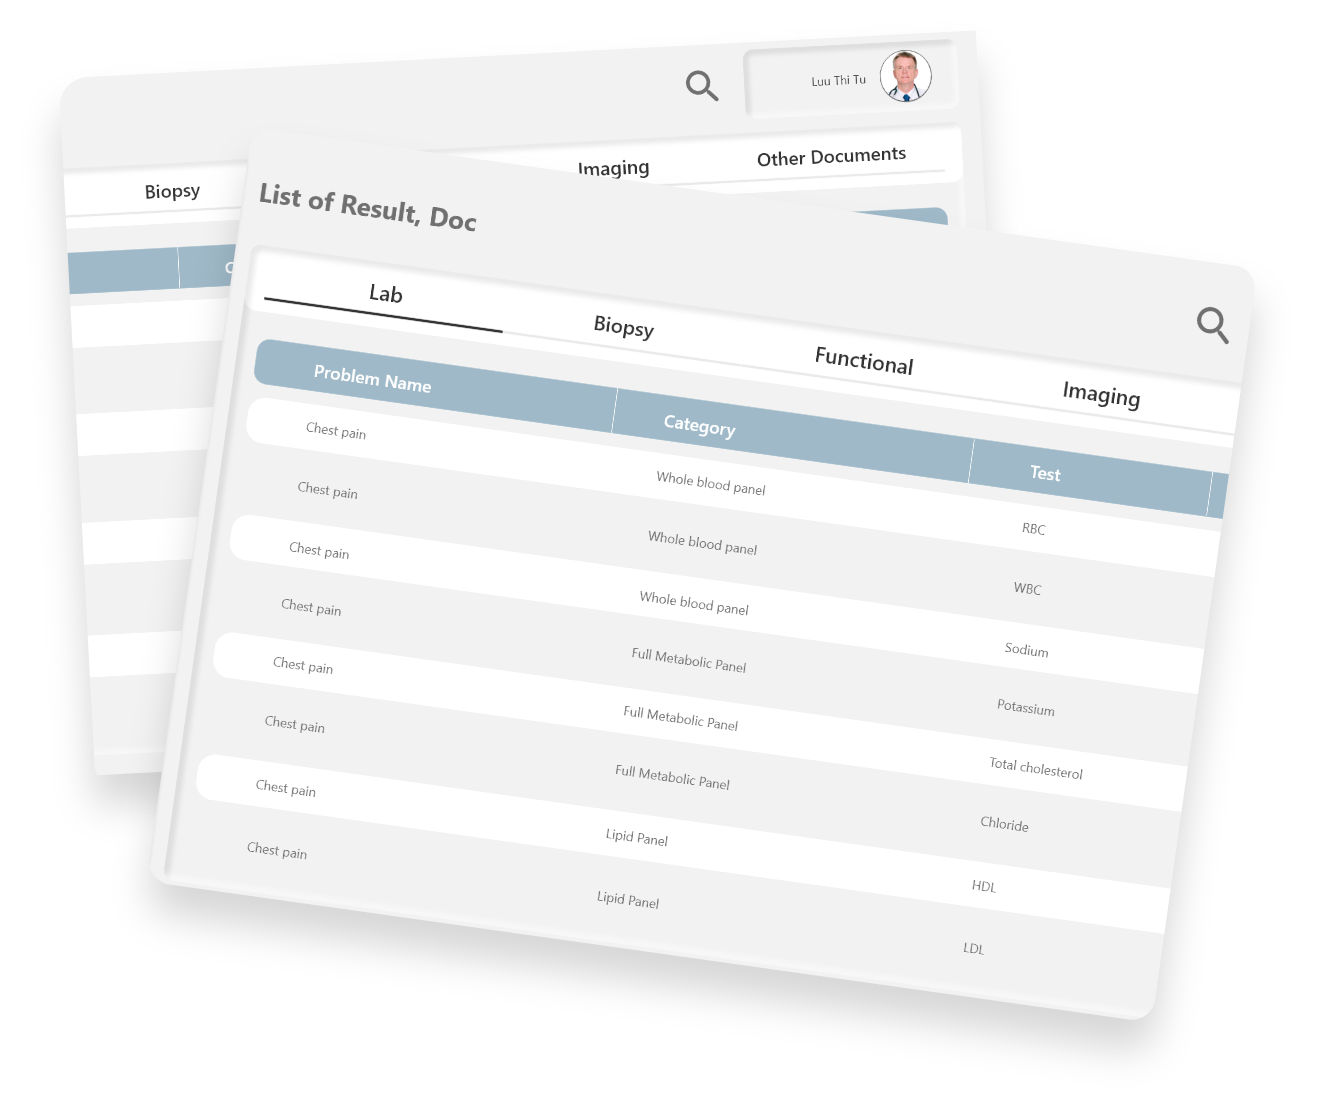 Luu Thi Tu
Biopsy
Imaging
Other Documents
C
List of Result, Doc
Lab
Biopsy
Functional
Imaging
Problem Name
Category
Test
Chest pain
Whole blood panel
RBC
Chest pain
Whole blood panel
WBC
Chest pain
Whole blood panel
Sodium
Chest pain
Full Metabolic Panel
Potassium
Chest pain
Full Metabolic Panel
Total cholesterol
Chest pain
Full Metabolic Panel
Chloride
Chest pain
Lipid Panel
HDL
Chest pain
Lipid Panel
LDL